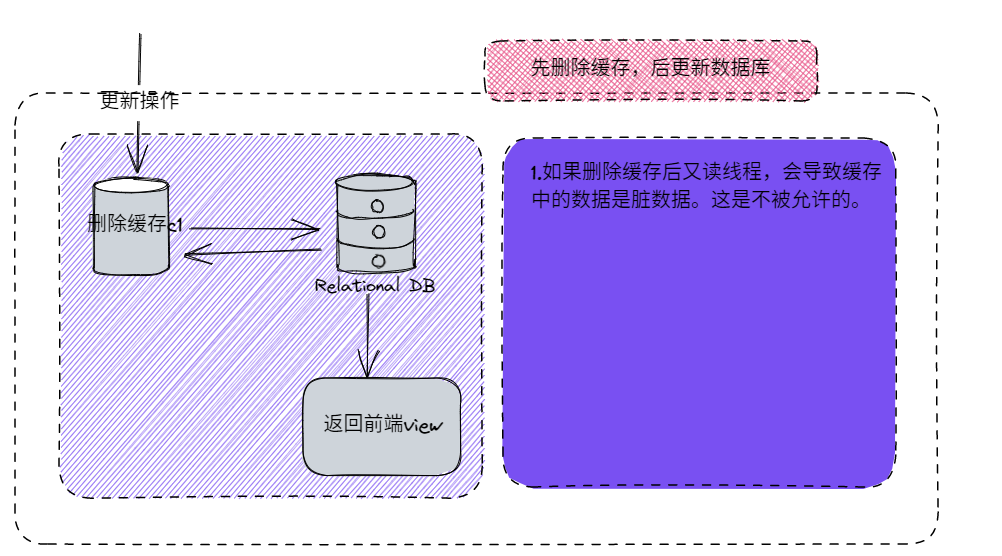 先删除缓存，后更新数据库
更新操作
1.如果删除缓存后又读线程，会导致缓存
中的数据是脏数据。这是不被允许的。
删除缓存c1
Relational DB
返回前端view